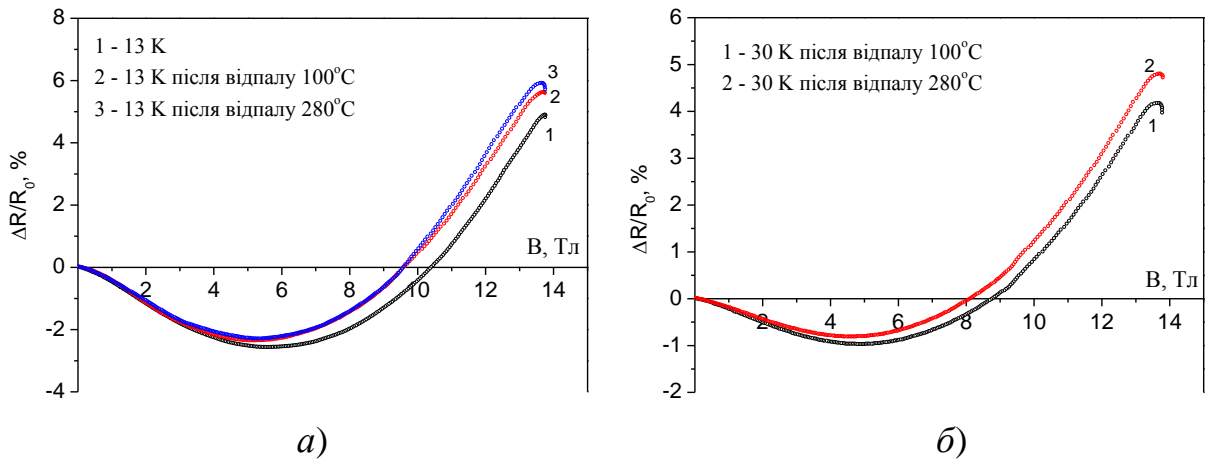 8
6
4
2
0
-2
-4
ΔR/R₀, %
1 - 13 K
2 - 13 K після відпалу 100°C
3 - 13 K після відпалу 280°C
3
2
1
B, Тл
2 4 6 8 10 12 14
а)
6
5
4
3
2
1
0
-1
-2
ΔR/R₀, %
1 - 30 K після відпалу 100°C
2 - 30 K після відпалу 280°C
2
1
B, Тл
2 4 6 8 10 12 14
б)